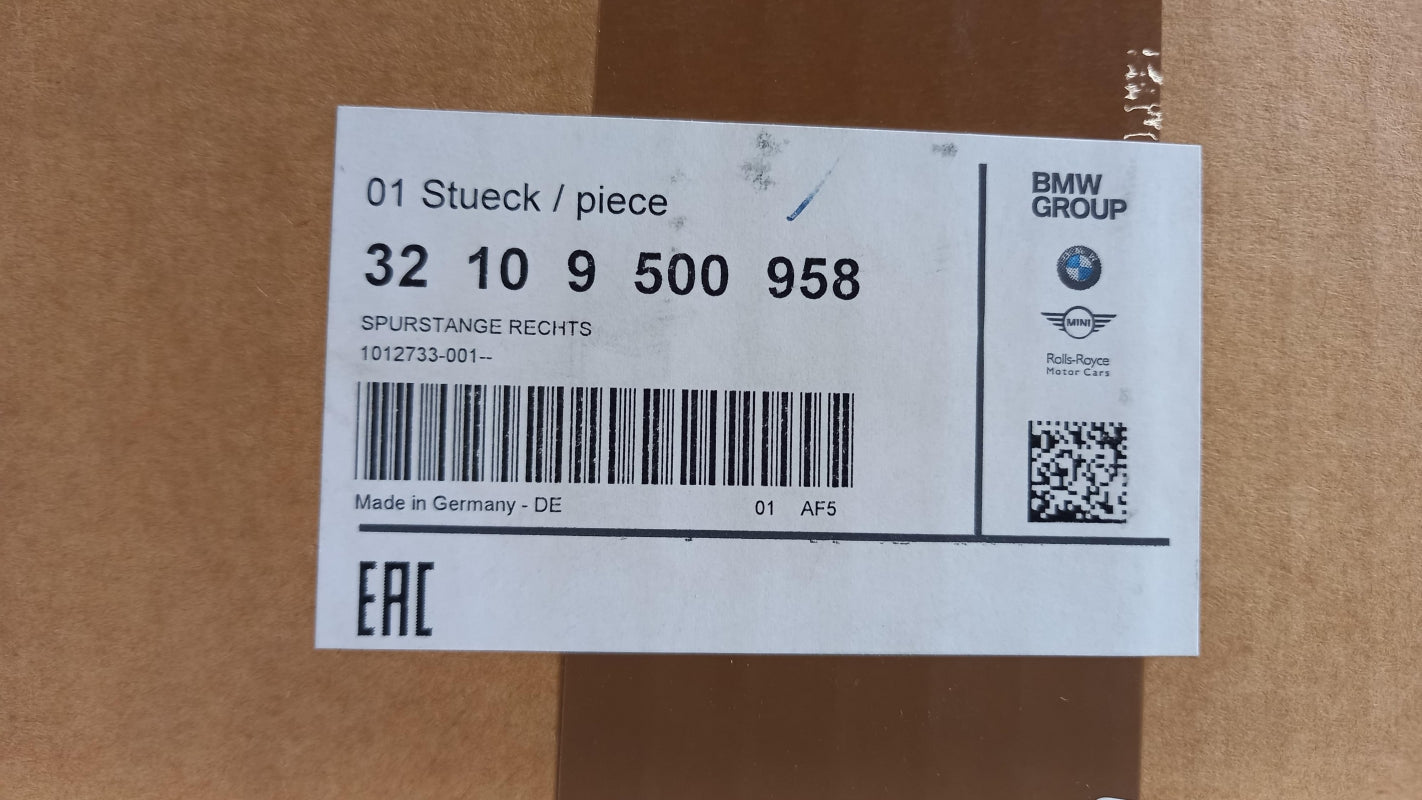 01 Stueck / piece
32 10 9 500 958
SPURSTANGE RECHTS
1012733-001--
Made in Germany - DE 01 AF5
EAC
BMW
GROUP
BMW
MINI
Rolls-Royce
Motor Cars